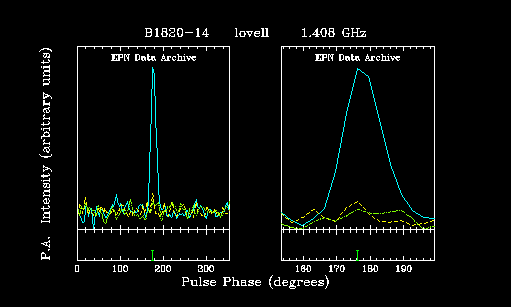 B1820-14 lovell 1.408 GHz
EPN Data Archive EPN Data Archive
P.A. Intensity (arbitrary units)
0 100 200 300 160 170 180 190
Pulse Phase (degrees)